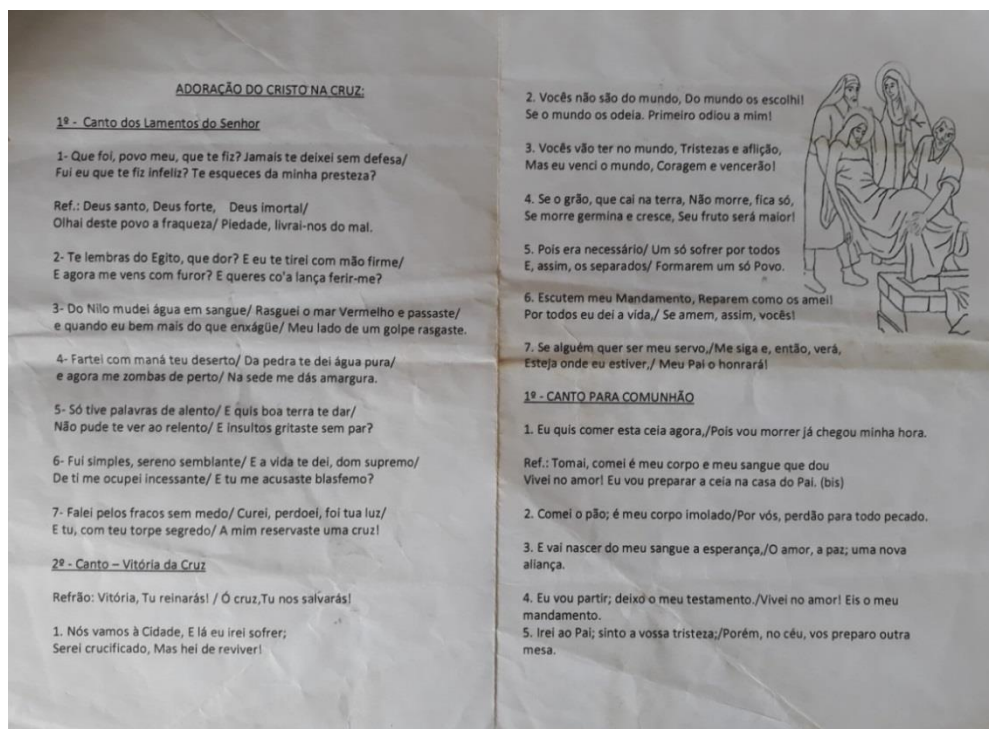 ADORAÇÃO DO CRISTO NA CRUZ:
1º - Canto dos Lamentos do Senhor
1- Que foi, povo meu, que te fiz? Jamais te deixei sem defesa/
Fui eu que te fiz infeliz? Te esqueces da minha presteza?
Ref.: Deus santo, Deus forte, Deus imortal/
Olhai deste povo a fraqueza/ Piedade, livrai-nos do mal.
2- Te lembras do Egito, que dor? E eu te tirei com mão firme/
E agora me vens com furor? E queres co'a lança ferir-me?
3- Do Nilo mudei água em sangue/ Rasguei o mar Vermelho e passaste/
e quando eu bem mais do que enxágüe/ Meu lado de um golpe rasgaste.
4- Fartei com maná teu deserto/ Da pedra te dei água pura/
e agora me zombas de perto/ Na sede me dás amargura.
5- Só tive palavras de alento/ E quis boa terra te dar/
Não pude te ver ao relento/ E insultos gritaste sem par?
6- Fui simples, sereno semblante/ E a vida te dei, dom supremo/
De ti me ocupei incessante/ E tu me acusaste blasfemo?
7- Falei pelos fracos sem medo/ Curei, perdoei, foi tua luz/
E tu, com teu torpe segredo/ A mim reservaste uma cruz!
2º - Canto – Vitória da Cruz
Refrão: Vitória, Tu reinarás! / Ó cruz,Tu nos salvarás!
1. Nós vamos à Cidade, E lá eu irei sofrer;
Serei crucificado, Mas hei de reviver!
2. Vocês não são do mundo, Do mundo os escolhi!
Se o mundo os odeia. Primeiro odiou a mim!
3. Vocês vão ter no mundo, Tristezas e aflição,
Mas eu venci o mundo, Coragem e vencerão!
4. Se o grão, que cai na terra, Não morre, fica só,
Se morre germina e cresce, Seu fruto será maior!
5. Pois era necessário/ Um só sofrer por todos
E, assim, os separados/ Formarem um só Povo.
6. Escutem meu Mandamento, Reparem como os amei!
Por todos eu dei a vida,/ Se amem, assim, vocês!
7. Se alguém quer ser meu servo,/Me siga e, então, verá,
Esteja onde eu estiver,/ Meu Pai o honrará!
1º - CANTO PARA COMUNHÃO
1. Eu quis comer esta ceia agora,/Pois vou morrer já chegou minha hora.
Ref.: Tomai, comei é meu corpo e meu sangue que dou
Vivei no amor! Eu vou preparar a ceia na casa do Pai. (bis)
2. Comei o pão; é meu corpo imolado/Por vós, perdão para todo pecado.
3. E vai nascer do meu sangue a esperança,/O amor, a paz; uma nova
aliança.
4. Eu vou partir; deixo o meu testamento./Vivei no amor! Eis o meu
mandamento.
5. Irei ao Pai; sinto a vossa tristeza;/Porém, no céu, vos preparo outra
mesa.